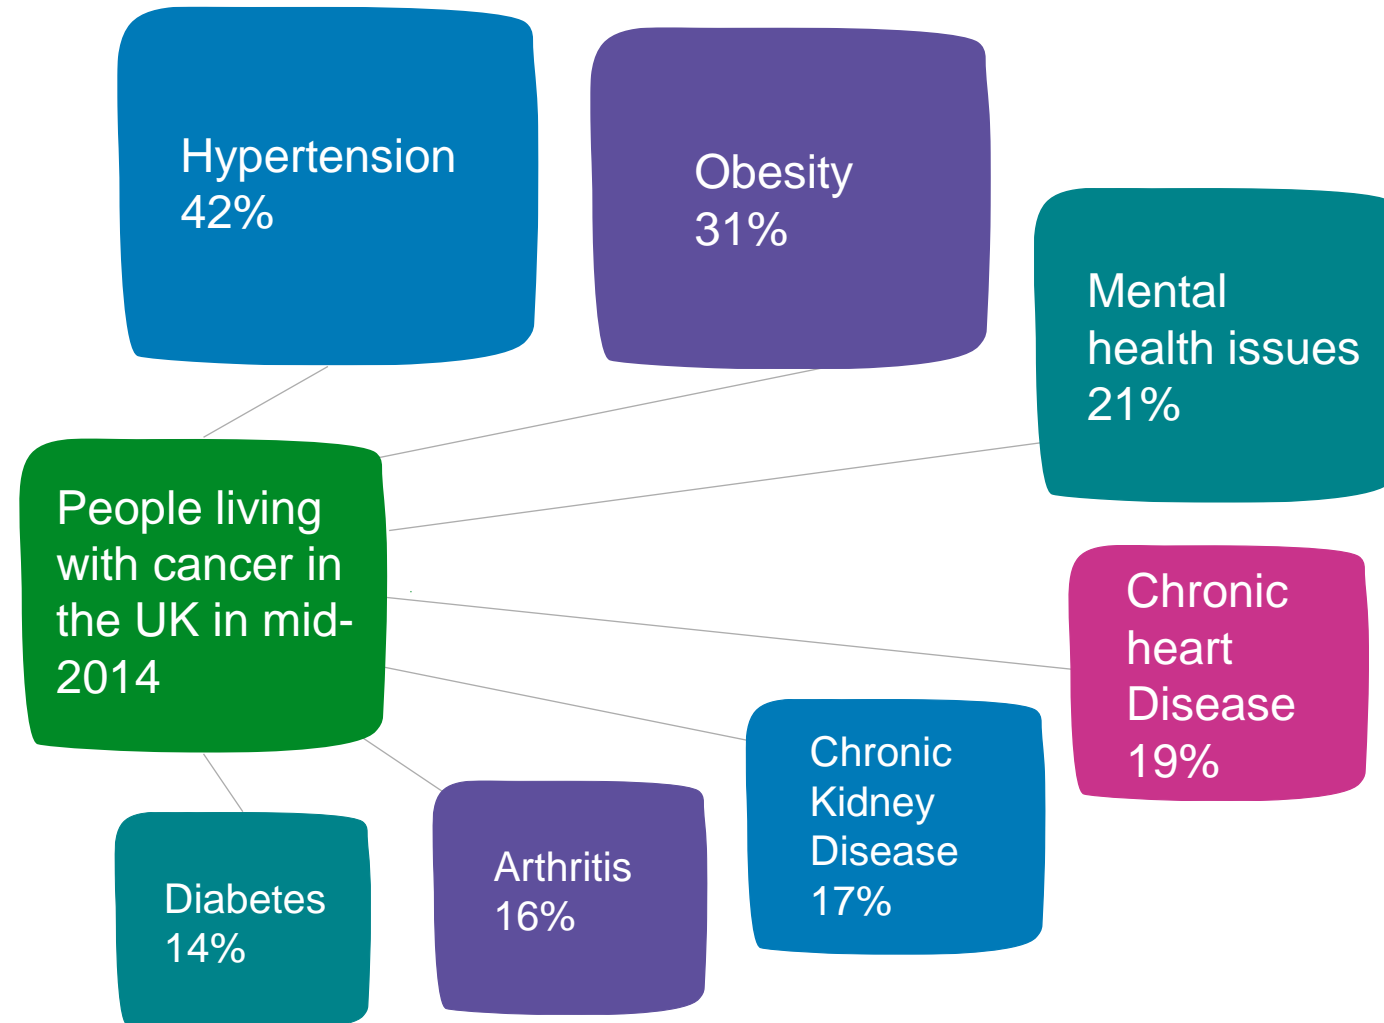 Hypertension
42%
Obesity
31%
Mental
health issues
21%
People living
with cancer in
the UK in mid-
2014
Chronic
heart
Disease
19%
Chronic
Kidney
Disease
17%
Arthritis
16%
Diabetes
14%